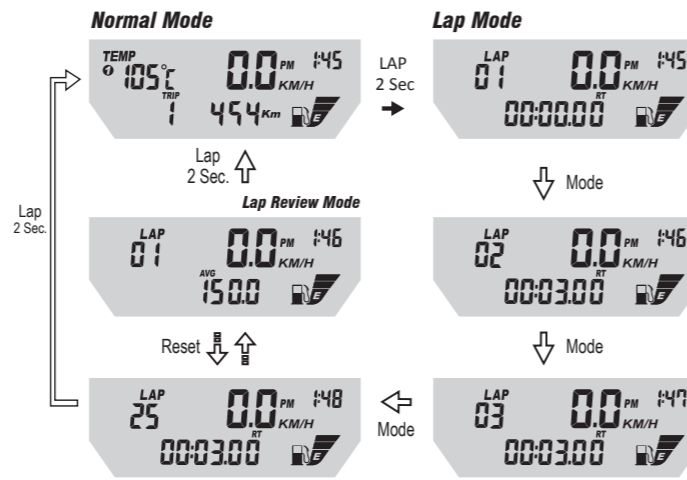 Normal Mode
Lap Mode
TEMP
105°C
0.0
PM 1:45
KM/H
TRIP
1
454 Km
E
LAP
2 Sec
LAP
01
0.0
PM 1:45
KM/H
RT
00:00.00
E
Lap
2 Sec.
Mode
Lap
2 Sec.
Lap Review Mode
LAP
01
0.0
PM 1:46
KM/H
AVG
150.0
E
LAP
02
0.0
PM 1:46
KM/H
RT
00:03.00
E
Reset
Mode
LAP
25
0.0
PM 1:48
KM/H
RT
00:03.00
E
Mode
LAP
03
0.0
PM 1:47
KM/H
RT
00:03.00
E